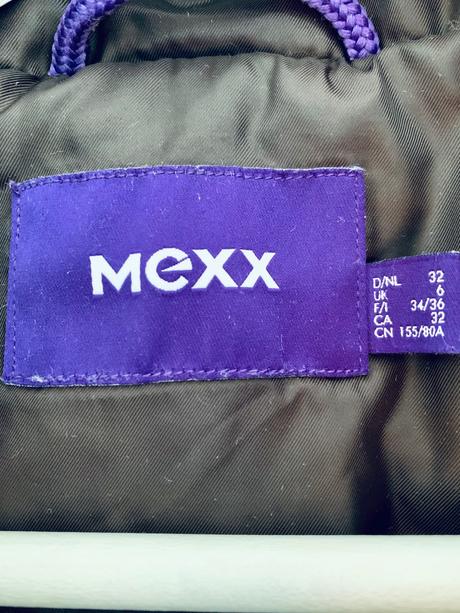 mexx
D/NL 32
UK 6
F/I 34/36
CA 32
CN 155/80A